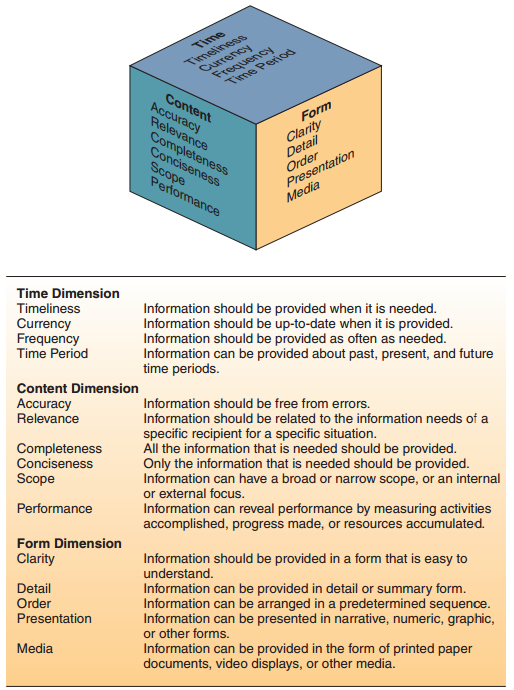 Time
Timeliness
Currency
Frequency
Time Period
Content
Accuracy
Relevance
Completeness
Conciseness
Scope
Performance
Form
Clarity
Detail
Order
Presentation
Media
Time Dimension
Timeliness Information should be provided when it is needed.
Currency Information should be up-to-date when it is provided.
Frequency Information should be provided as often as needed.
Time Period Information can be provided about past, present, and future
time periods.
Content Dimension
Accuracy Information should be free from errors.
Relevance Information should be related to the information needs of a
specific recipient for a specific situation.
Completeness All the information that is needed should be provided.
Conciseness Only the information that is needed should be provided.
Scope Information can have a broad or narrow scope, or an internal
or external focus.
Performance Information can reveal performance by measuring activities
accomplished, progress made, or resources accumulated.
Form Dimension
Clarity Information should be provided in a form that is easy to
understand.
Detail Information can be provided in detail or summary form.
Order Information can be arranged in a predetermined sequence.
Presentation Information can be presented in narrative, numeric, graphic,
or other forms.
Media Information can be provided in the form of printed paper
documents, video displays, or other media.